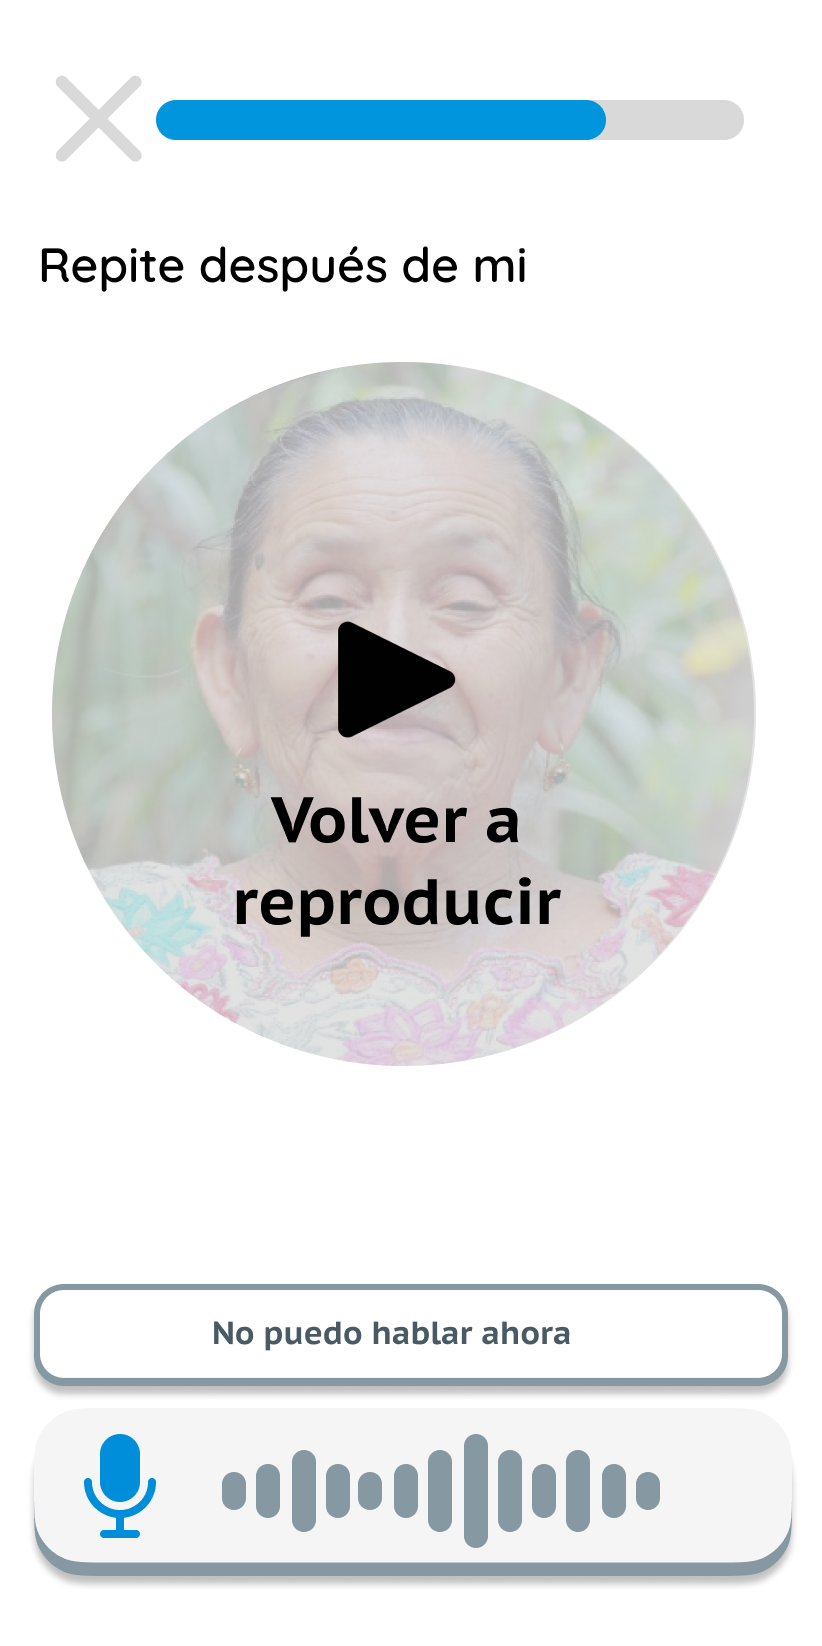 Repite después de mi
Volver a
reproducir
No puedo hablar ahora